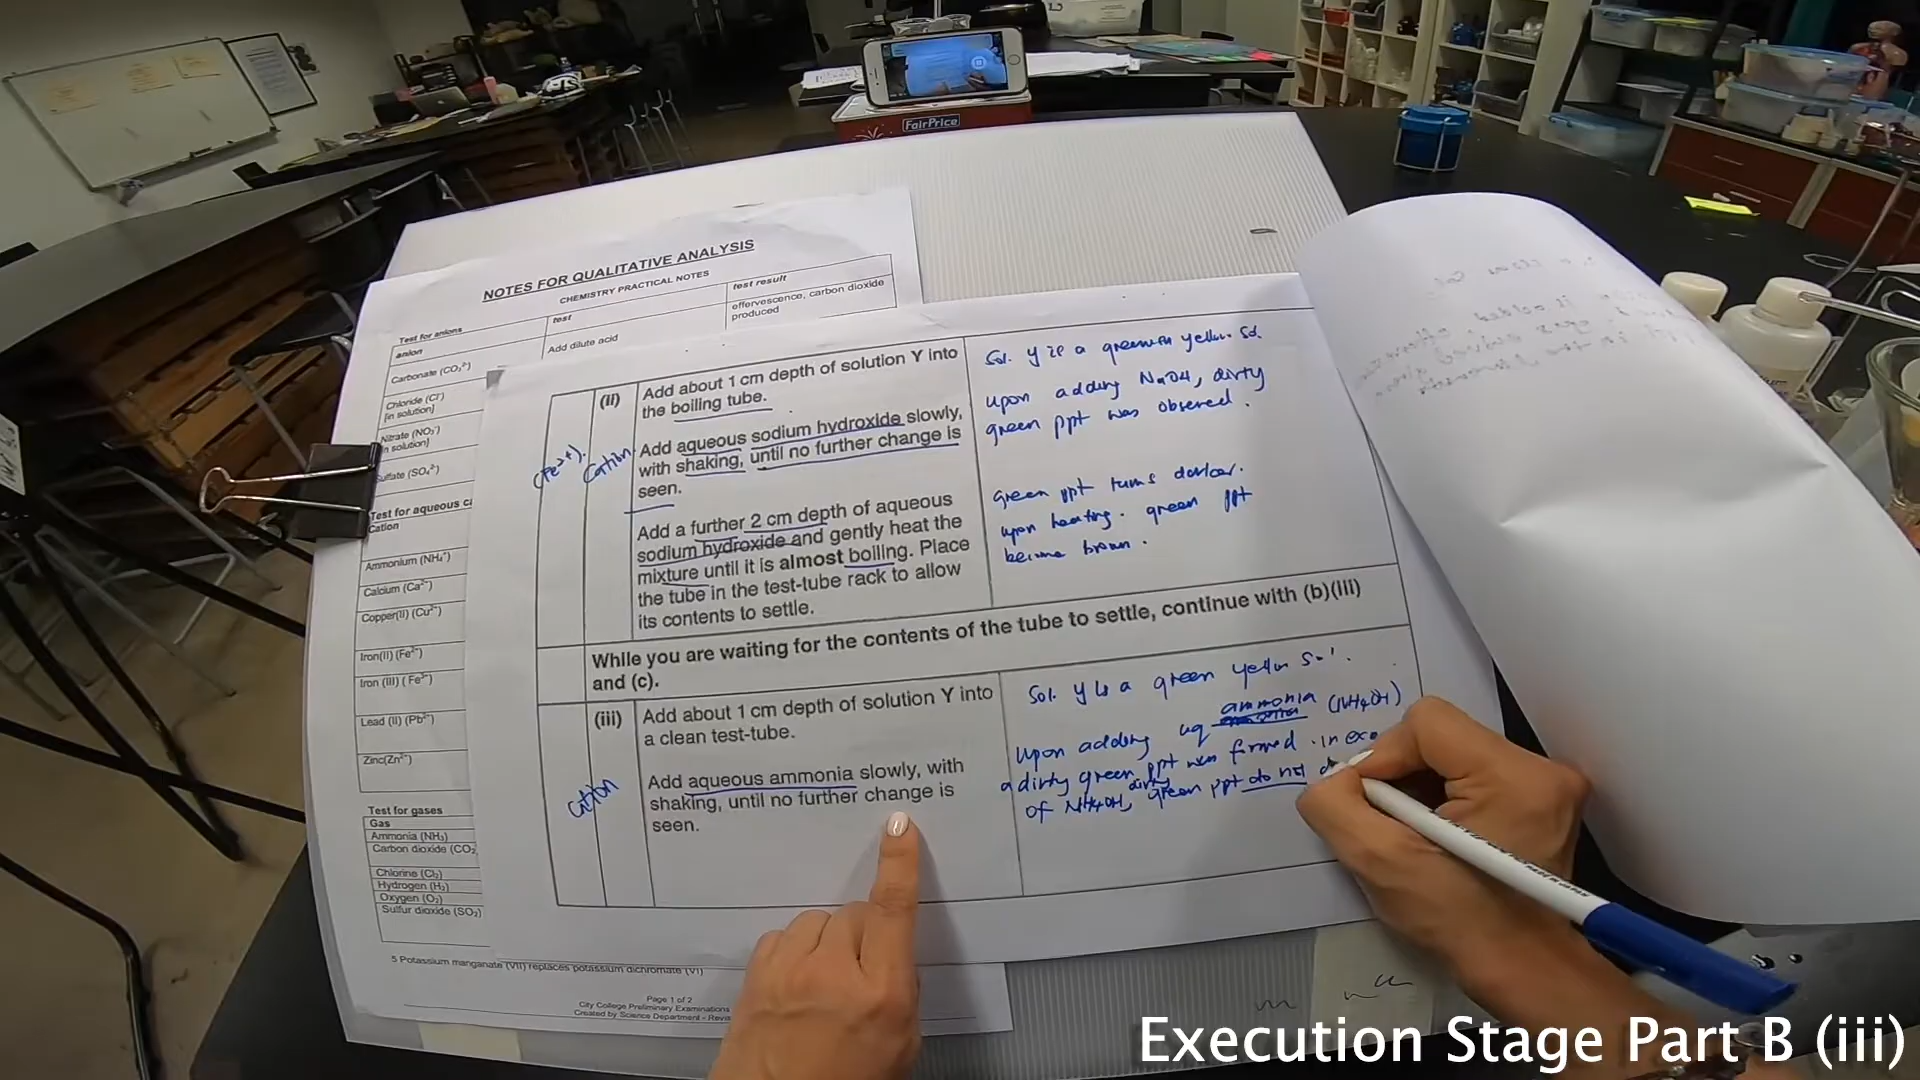 FairPrice
NOTES FOR QUALITATIVE ANALYSIS
CHEMISTRY PRACTICAL NOTES
Test for anions
anion
test
test result
Carbonate (CO₃²⁻)
Add dilute acid
effervescence, carbon dioxide
produced
Chloride (Cl⁻)
[in solution]
Nitrate (NO₃⁻)
n solution]
Sulfate (SO₄²⁻)
Test for aqueous ca
Cation
Ammonium (NH₄⁺)
Calcium (Ca²⁺)
Copper(II) (Cu²⁺)
Iron(II) (Fe²⁺)
Iron (III) (Fe³⁺)
Lead (II) (Pb²⁺)
Zinc(Zn²⁺)
Test for gases
Gas
Ammonia (NH₃)
Carbon dioxide (CO₂
Chlorine (Cl₂)
Hydrogen (H₂)
Oxygen (O₂)
Sulfur dioxide (SO₂)
5 Potassium manganate (VII) replaces potassium dichromate (VI)
Page 1 of 2
City College Preliminary Examinations
Created by Science Department - Revis
(Fe²⁺).
Cation.
(ii)
Add about 1 cm depth of solution Y into
the boiling tube.
Add aqueous sodium hydroxide slowly,
with shaking, until no further change is
seen.
Add a further 2 cm depth of aqueous
sodium hydroxide and gently heat the
mixture until it is almost boiling. Place
the tube in the test-tube rack to allow
its contents to settle.
Sol. Y is a greenish yellow. sol.
upon adding NaOH, dirty
green ppt was observed.
green ppt turns darker.
upon heating. green ppt
become brown.
While you are waiting for the contents of the tube to settle, continue with (b)(iii)
and (c).
Cation
(iii)
Add about 1 cm depth of solution Y into
a clean test-tube.
Add aqueous ammonia slowly, with
shaking, until no further change is
seen.
Sol. Y is a green yellow sol.
ammonia
Upon adding aq (NH₄OH)
a dirty green ppt was formed. in exce
of NH₄OH, dirty green ppt do not d
Execution Stage Part B (iii)